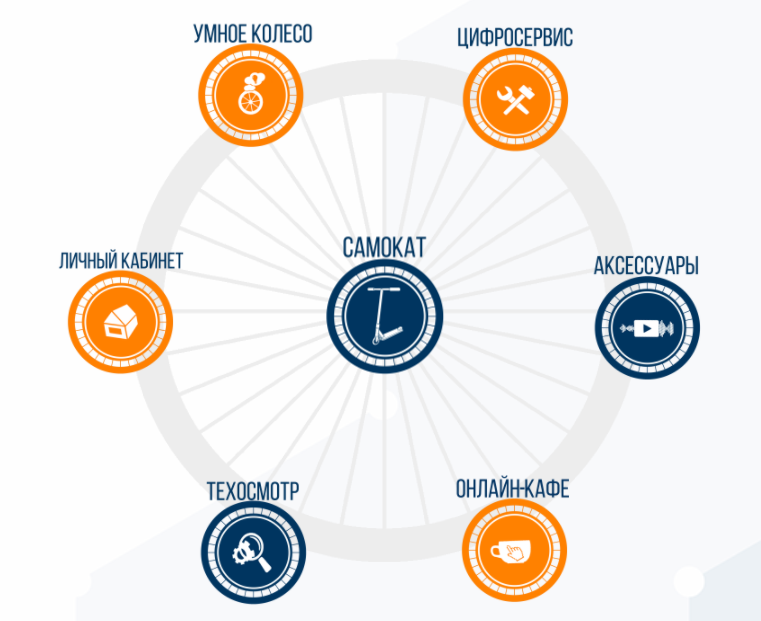 УМНОЕ КОЛЕСО
ЦИФРОСЕРВИС
ЛИЧНЫЙ КАБИНЕТ
САМОКАТ
АКСЕССУАРЫ
ТЕХОСМОТР
ОНЛАЙН-КАФЕ